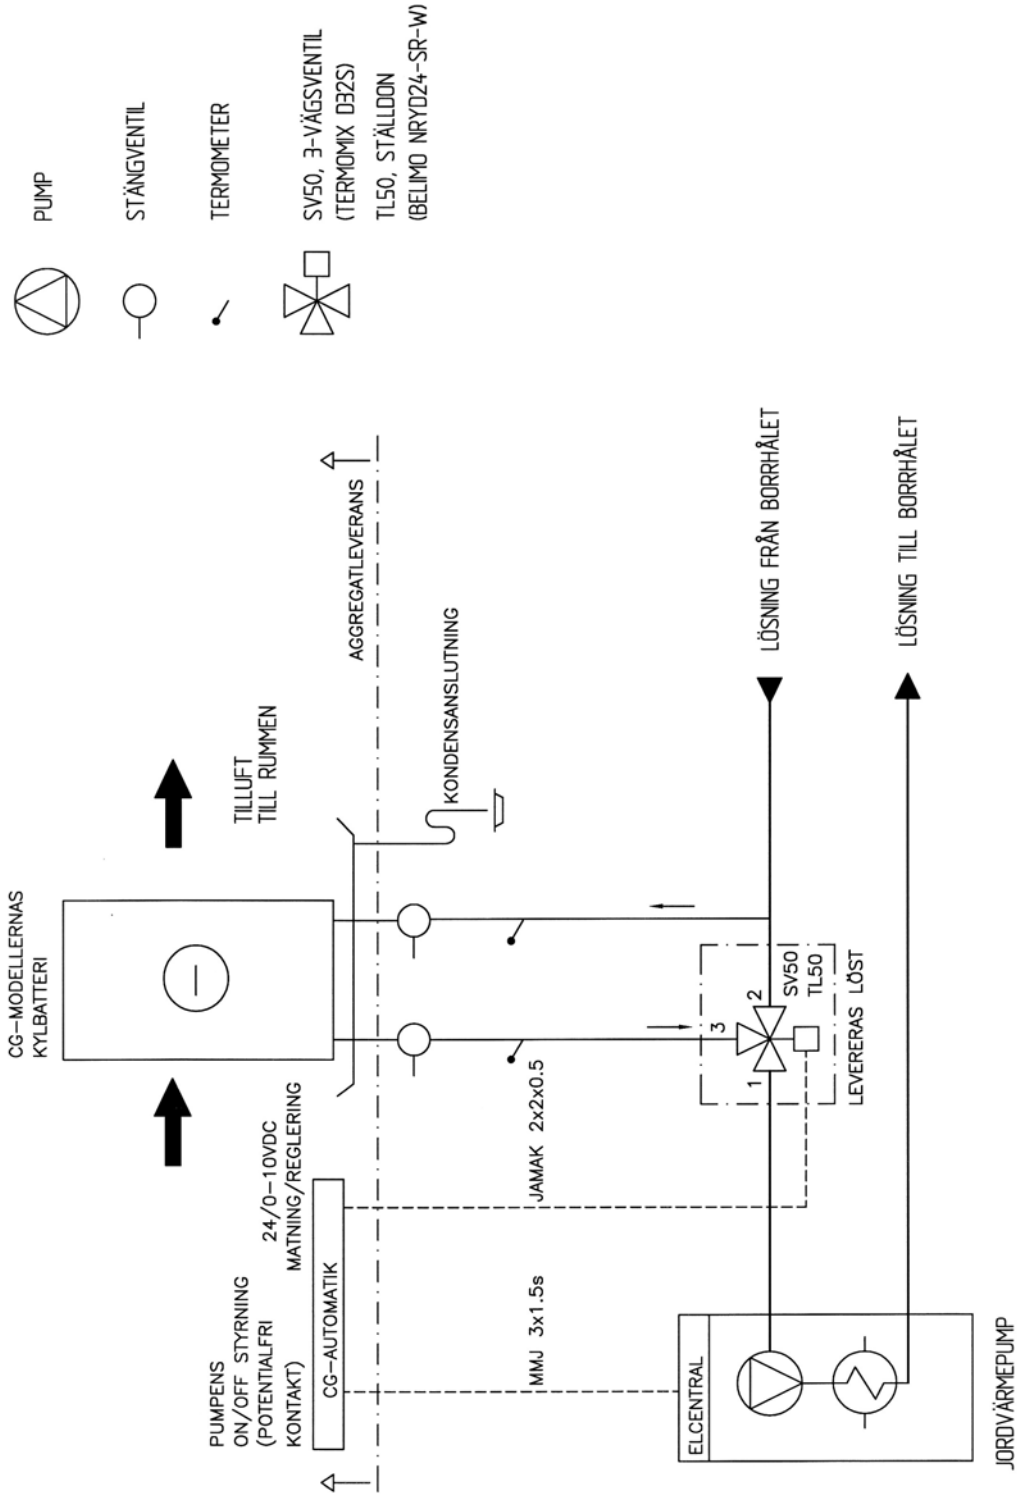 PUMP
STÄNGVENTIL
TERMOMETER
SV50, 3-VÄGSVENTIL
(TERMOMIX D32S)
TL50, STÄLLDON
(BELIMO NRYD24-SR-W)
CG-MODELLERNAS
KYLBATTERI
TILLUFT
TILL RUMMEN
AGGREGATLEVERANS
KONDENSANSLUTNING
PUMPENS
ON/OFF STYRNING
(POTENTIALFRI
KONTAKT)
24/0-10VDC
MATNING/REGLERING
CG-AUTOMATIK
MMJ 3x1.5s
JAMAK 2x2x0.5
3
1
2
SV50
TL50
LEVERERAS LÖST
LÖSNING FRÅN BORRHÅLET
LÖSNING TILL BORRHÅLET
ELCENTRAL
JORDVÄRMEPUMP